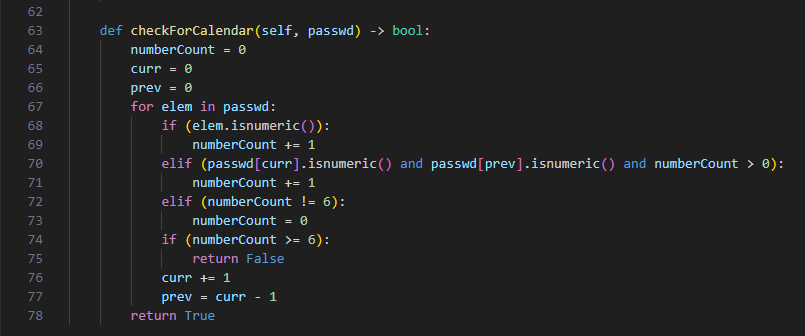 62
63 def checkForCalendar(self, passwd) -> bool:
64 numberCount = 0
65 curr = 0
66 prev = 0
67 for elem in passwd:
68 if (elem.isnumeric()):
69 numberCount += 1
70 elif (passwd[curr].isnumeric() and passwd[prev].isnumeric() and numberCount > 0):
71 numberCount += 1
72 elif (numberCount != 6):
73 numberCount = 0
74 if (numberCount >= 6):
75 return False
76 curr += 1
77 prev = curr - 1
78 return True